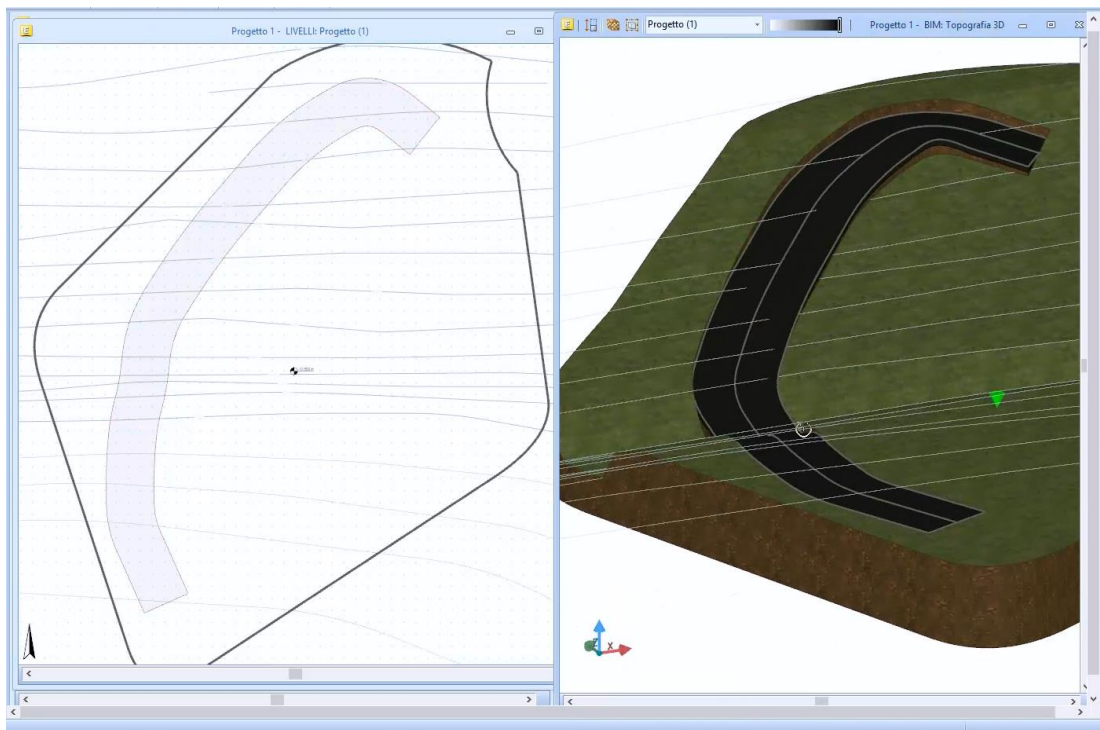 Progetto 1 - LIVELLI: Progetto (1)
Progetto (1)
Progetto 1 - BIM: Topografia 3D
X